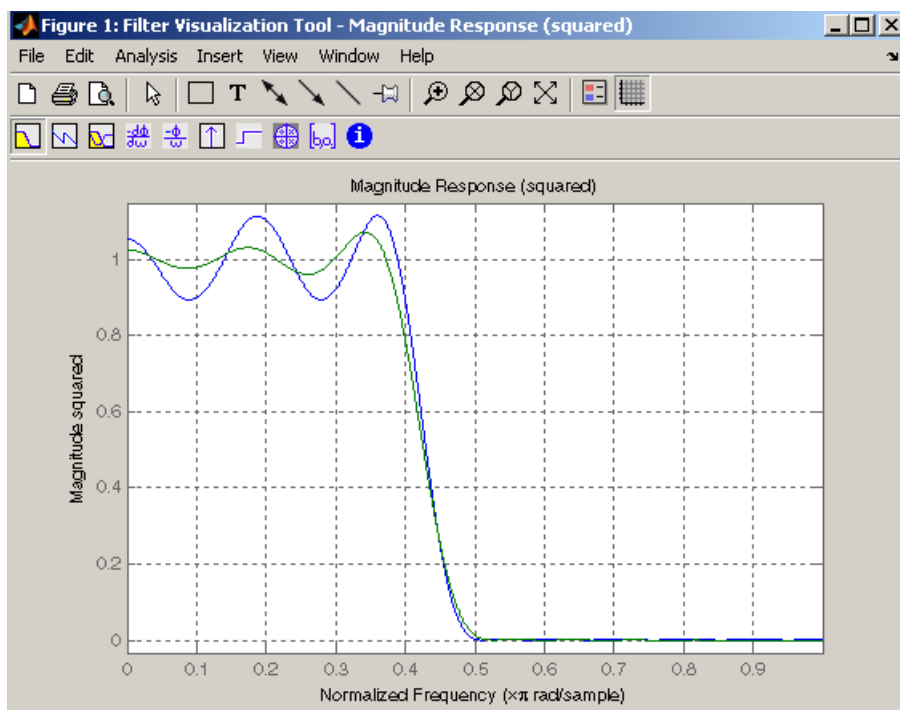 Figure 1: Filter Visualization Tool - Magnitude Response (squared)
File Edit Analysis Insert View Window Help
T
Magnitude Response (squared)
1
0.8
0.6
0.4
0.2
0
Magnitude squared
0 0.1 0.2 0.3 0.4 0.5 0.6 0.7 0.8 0.9
Normalized Frequency (×π rad/sample)